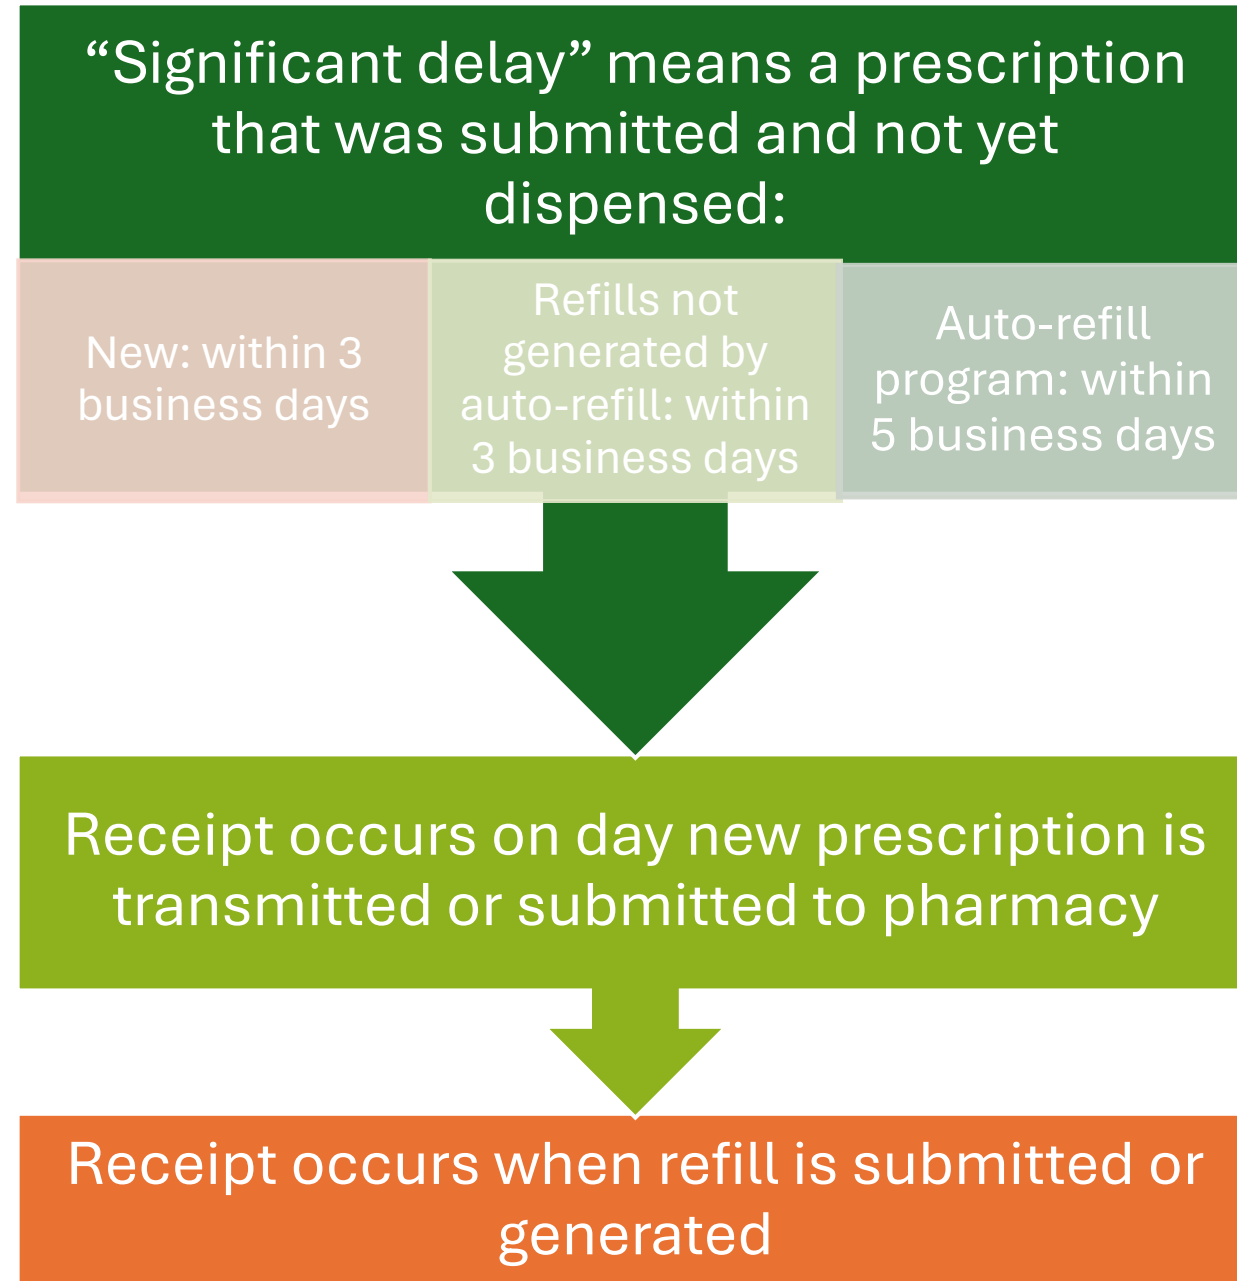 “Significant delay” means a prescription
that was submitted and not yet
dispensed:
New: within 3
business days
Refills not
generated by
auto-refill: within
3 business days
Auto-refill
program: within
5 business days
Receipt occurs on day new prescription is
transmitted or submitted to pharmacy
Receipt occurs when refill is submitted or
generated